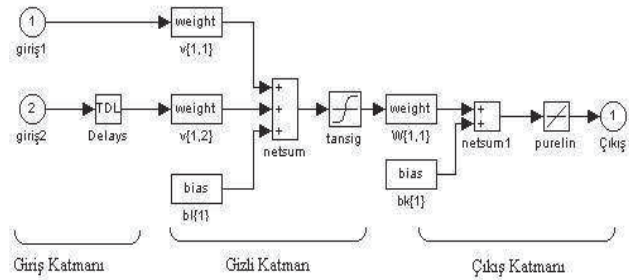 1
giriş1
weight
v{1,1}
2
giriş2
TDL
Delays
weight
v{1,2}
bias
bl{1}
+
+
+
netsum
tansig
weight
W{1,1}
bias
bk{1}
+
+
netsum1
purelin
1
Çıkış
Giriş Katmanı
Gizli Katman
Çıkış Katmanı